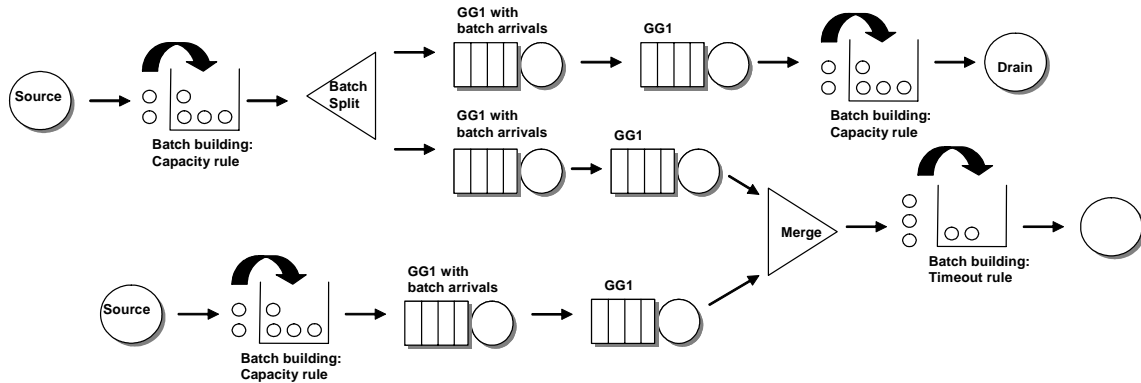 GG1 with
batch arrivals
GG1
Source
Batch
Split
Drain
Batch building:
Capacity rule
GG1 with
batch arrivals
GG1
Batch building:
Capacity rule
Merge
Batch building:
Timeout rule
GG1 with
batch arrivals
GG1
Source
Batch building:
Capacity rule